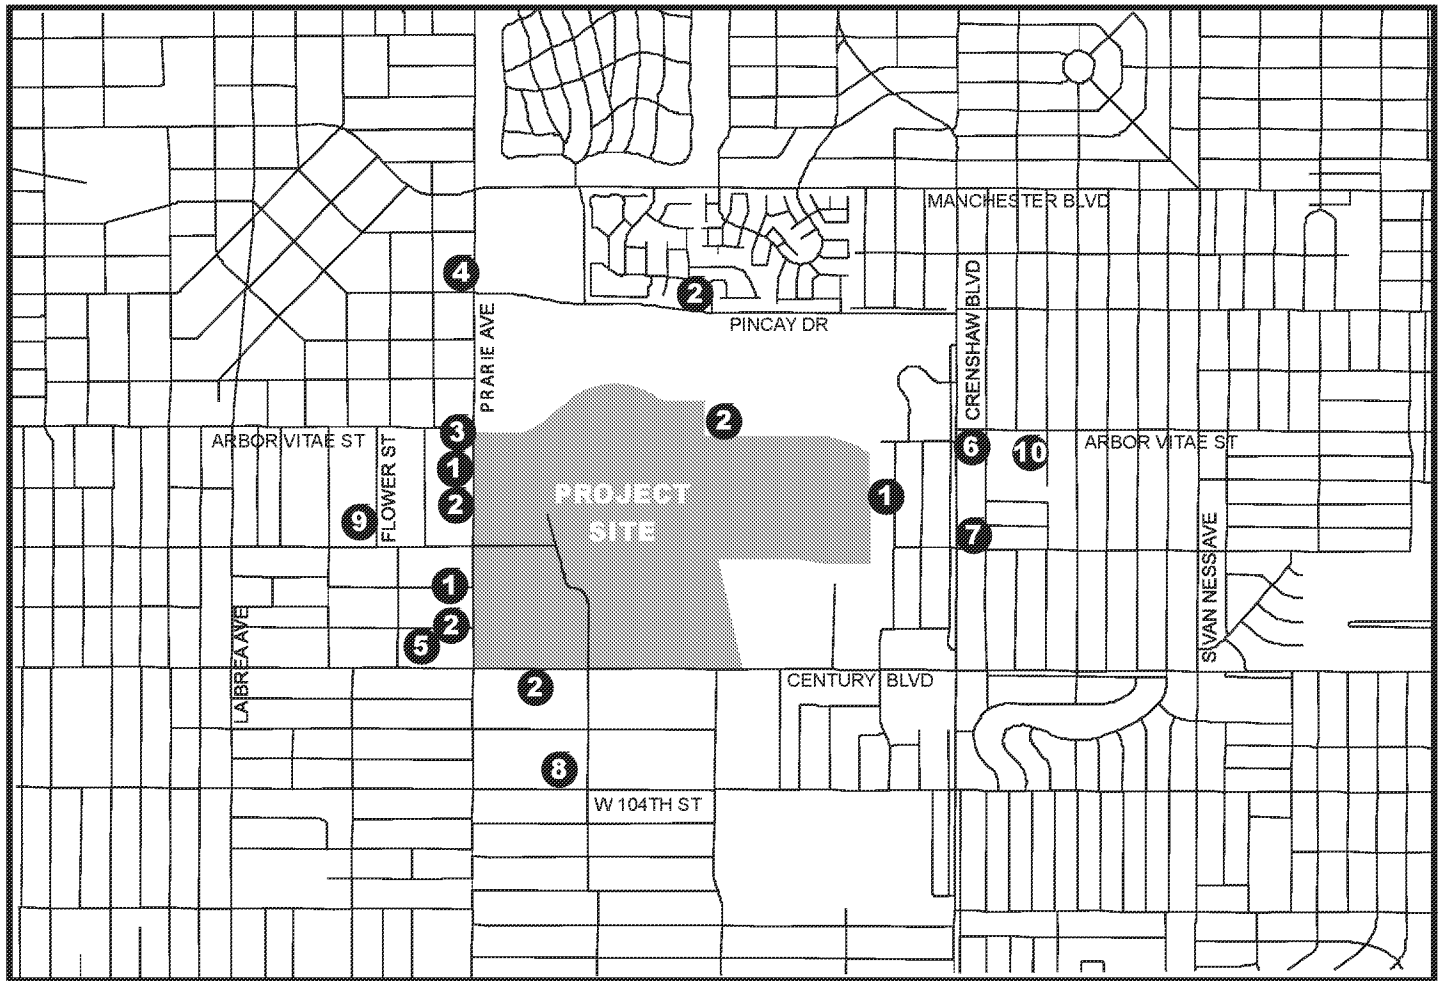 MANCHESTER BLVD
4
2
PRARIE AVE
PINCAY DR
CRENSHAW BLVD
3
2
ARBOR VITAE ST
FLOWER ST
6
10
ARBOR VITAE ST
1
PROJECT
SITE
1
2
9
7
S VAN NESS AVE
1
2
5
LA BREA AVE
2
CENTURY BLVD
8
W 104TH ST